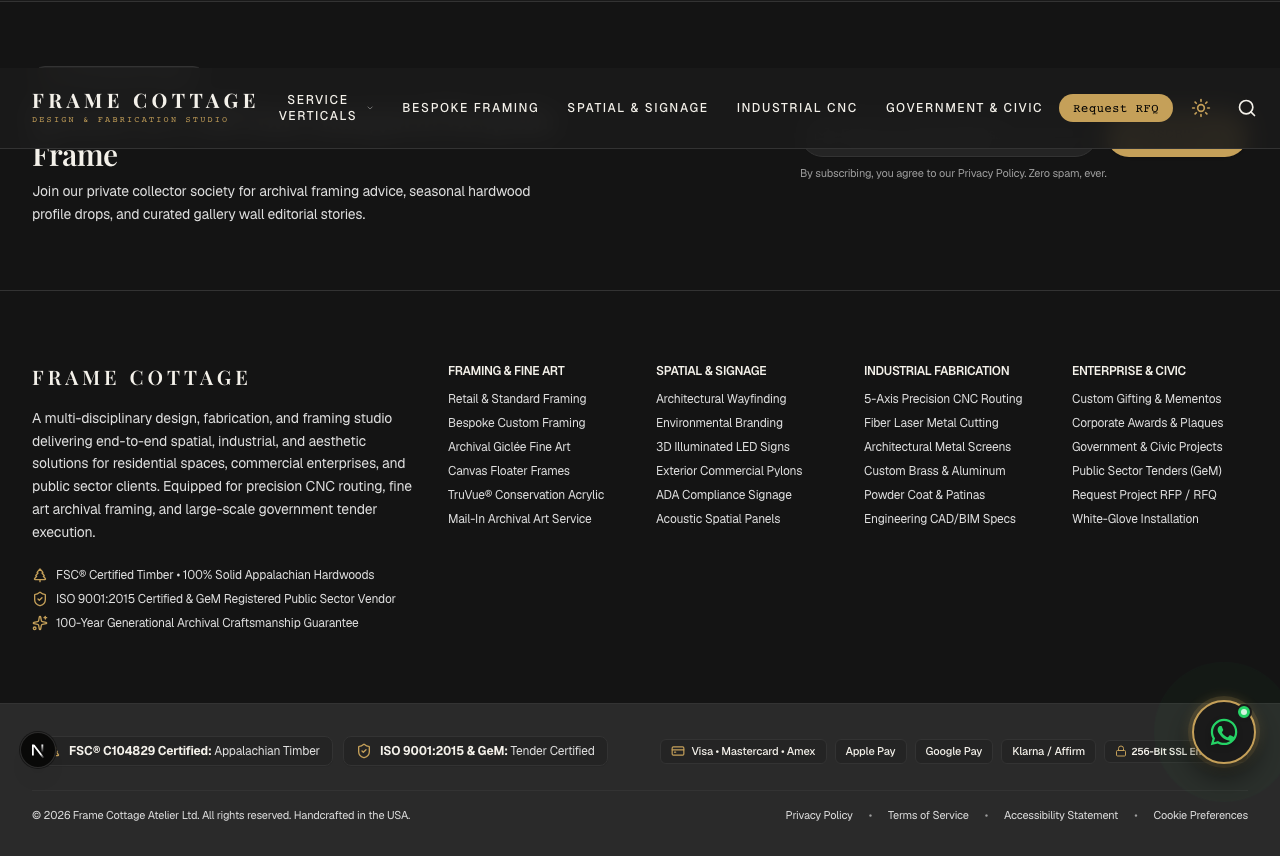 FRAME COTTAGE
DESIGN & FABRICATION STUDIO
SERVICE
VERTICALS
BESPOKE FRAMING
SPATIAL & SIGNAGE
INDUSTRIAL CNC
GOVERNMENT & CIVIC
Request RFQ
Frame
Join our private collector society for archival framing advice, seasonal hardwood
profile drops, and curated gallery wall editorial stories.
By subscribing, you agree to our Privacy Policy. Zero spam, ever.
FRAME COTTAGE
A multi-disciplinary design, fabrication, and framing studio
delivering end-to-end spatial, industrial, and aesthetic
solutions for residential spaces, commercial enterprises, and
public sector clients. Equipped for precision CNC routing, fine
art archival framing, and large-scale government tender
execution.
FSC® Certified Timber • 100% Solid Appalachian Hardwoods
ISO 9001:2015 Certified & GeM Registered Public Sector Vendor
100-Year Generational Archival Craftsmanship Guarantee
FRAMING & FINE ART
Retail & Standard Framing
Bespoke Custom Framing
Archival Giclée Fine Art
Canvas Floater Frames
TruVue® Conservation Acrylic
Mail-In Archival Art Service
SPATIAL & SIGNAGE
Architectural Wayfinding
Environmental Branding
3D Illuminated LED Signs
Exterior Commercial Pylons
ADA Compliance Signage
Acoustic Spatial Panels
INDUSTRIAL FABRICATION
5-Axis Precision CNC Routing
Fiber Laser Metal Cutting
Architectural Metal Screens
Custom Brass & Aluminum
Powder Coat & Patinas
Engineering CAD/BIM Specs
ENTERPRISE & CIVIC
Custom Gifting & Mementos
Corporate Awards & Plaques
Government & Civic Projects
Public Sector Tenders (GeM)
Request Project RFP / RFQ
White-Glove Installation
N
FSC® C104829 Certified: Appalachian Timber
ISO 9001:2015 & GeM: Tender Certified
Visa • Mastercard • Amex
Apple Pay
Google Pay
Klarna / Affirm
256-Bit SSL
© 2026 Frame Cottage Atelier Ltd. All rights reserved. Handcrafted in the USA.
Privacy Policy • Terms of Service • Accessibility Statement • Cookie Preferences